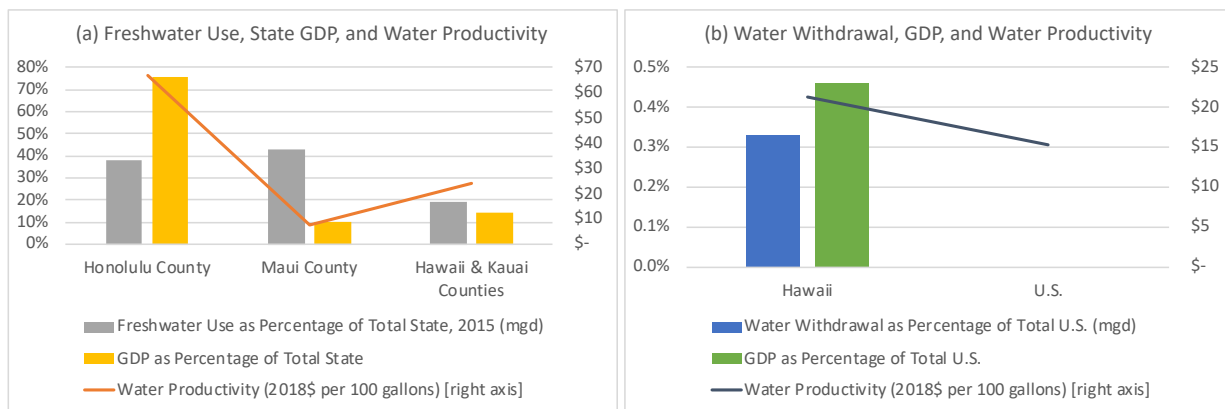 (a) Freshwater Use, State GDP, and Water Productivity
80%
70%
60%
50%
40%
30%
20%
10%
0%
$70
$60
$50
$40
$30
$20
$10
$-
Honolulu County
Maui County
Hawaii & Kauai
Counties
Freshwater Use as Percentage of Total State, 2015 (mgd)
GDP as Percentage of Total State
Water Productivity (2018$ per 100 gallons) [right axis]
(b) Water Withdrawal, GDP, and Water Productivity
0.5%
0.4%
0.3%
0.2%
0.1%
0.0%
$25
$20
$15
$10
$5
$-
Hawaii
U.S.
Water Withdrawal as Percentage of Total U.S. (mgd)
GDP as Percentage of Total U.S.
Water Productivity (2018$ per 100 gallons) [right axis]